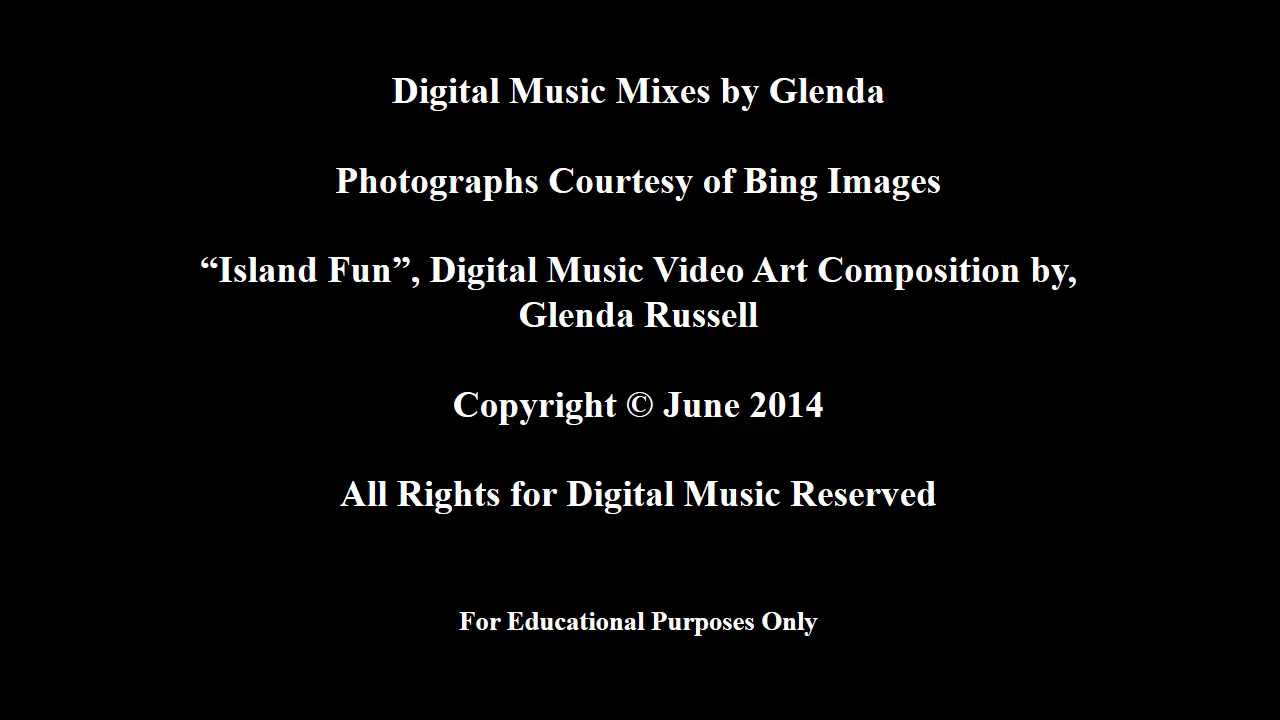 Digital Music Mixes by Glenda
Photographs Courtesy of Bing Images
“Island Fun”, Digital Music Video Art Composition by,
Glenda Russell
Copyright © June 2014
All Rights for Digital Music Reserved
For Educational Purposes Only